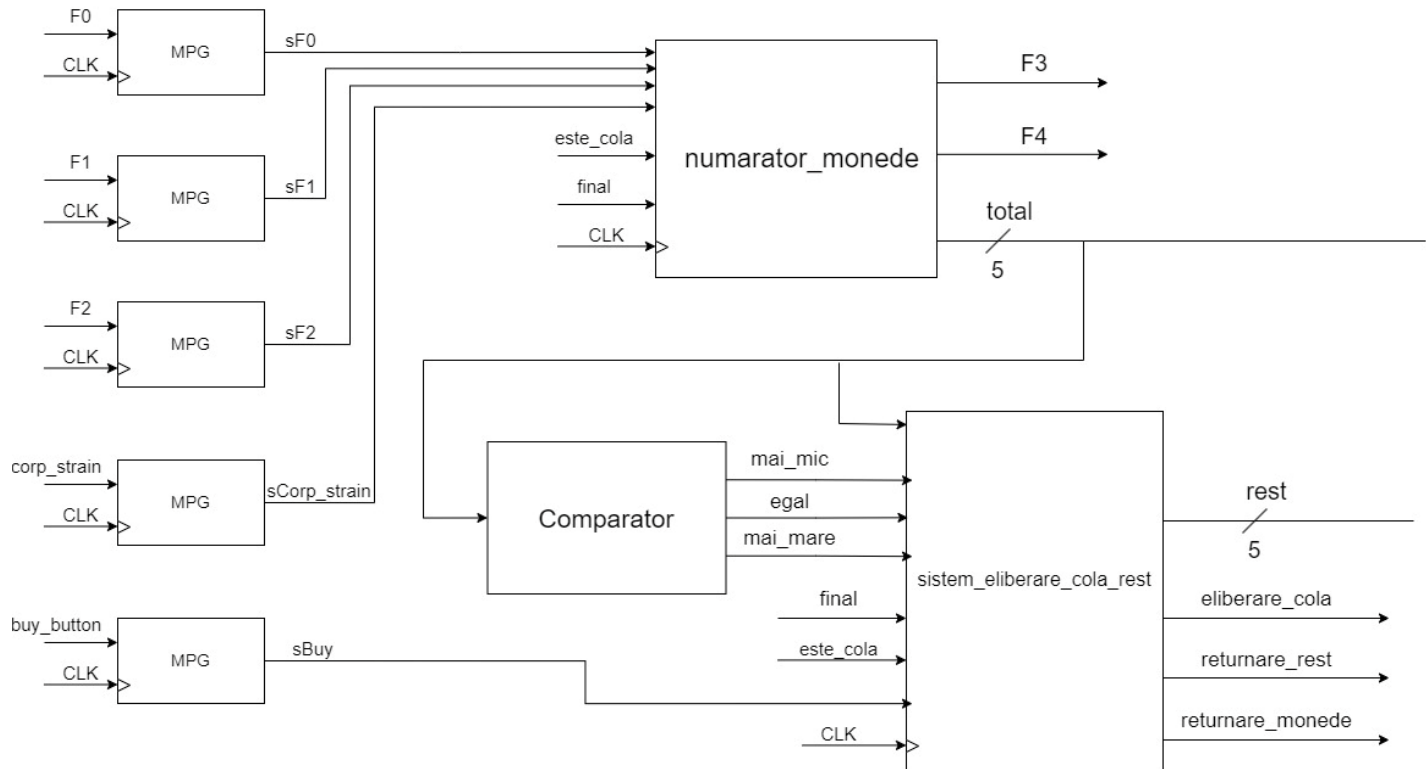 F0
CLK
MPG
sF0
F1
CLK
MPG
sF1
F2
CLK
MPG
sF2
corp_strain
CLK
MPG
sCorp_strain
buy_button
CLK
MPG
sBuy
este_cola
final
CLK
numarator_monede
F3
F4
total
5
Comparator
mai_mic
egal
mai_mare
final
este_cola
CLK
sistem_eliberare_cola_rest
rest
5
eliberare_cola
returnare_rest
returnare_monede